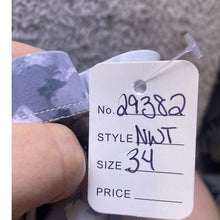 No. 29382
STYLE NWT
SIZE 34
PRICE